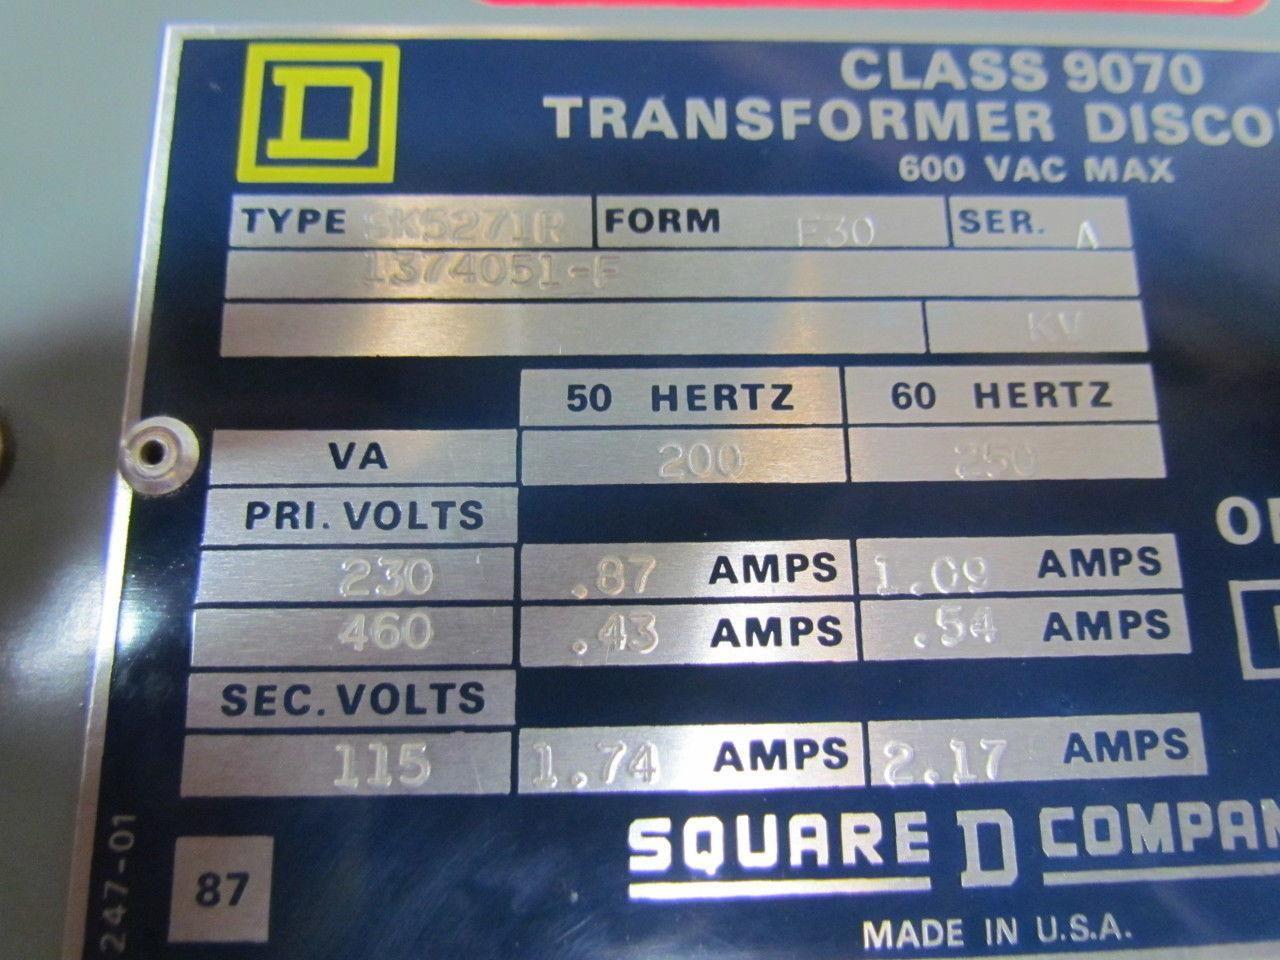 D
CLASS 9070
TRANSFORMER DISCO
600 VAC MAX
TYPE SK5271R FORM F30 SER. A
1374051-F
KV
50 HERTZ 60 HERTZ
VA 200 250
PRI. VOLTS
230 .87 AMPS 1.09 AMPS
460 .43 AMPS .54 AMPS
SEC. VOLTS
115 1.74 AMPS 2.17 AMPS
SQUARE D COMPAN
87
MADE IN U.S.A.
247-01